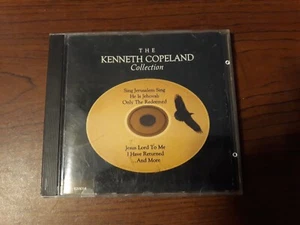 THE
KENNETH COPELAND
Collection
Sing Jerusalem Sing
He Is Jehovah
Only The Redeemed
Jesus Lord To Me
I Have Returned
...And More